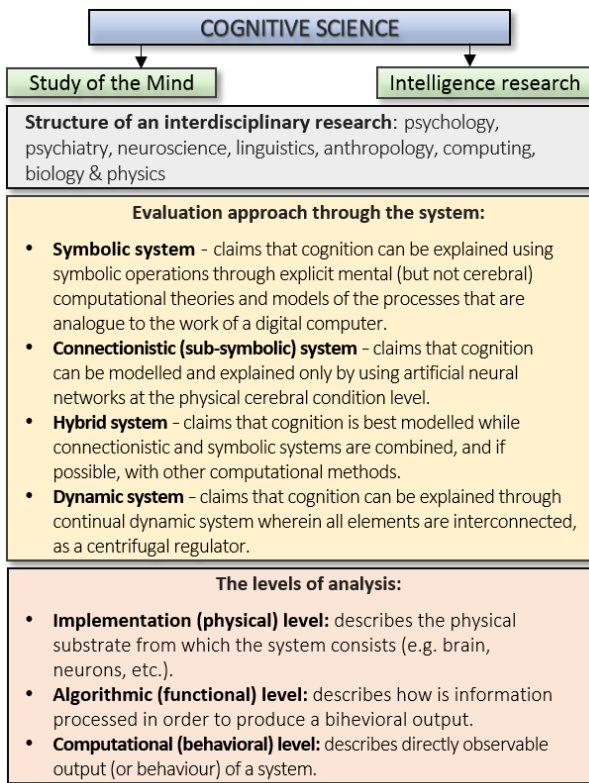 COGNITIVE SCIENCE
Study of the Mind
Intelligence research
Structure of an interdisciplinary research: psychology,
psychiatry, neuroscience, linguistics, anthropology, computing,
biology & physics
Evaluation approach through the system:
• Symbolic system - claims that cognition can be explained using
symbolic operations through explicit mental (but not cerebral)
computational theories and models of the processes that are
analogue to the work of a digital computer.
• Connectionistic (sub-symbolic) system - claims that cognition
can be modelled and explained only by using artificial neural
networks at the physical cerebral condition level.
• Hybrid system - claims that cognition is best modelled while
connectionistic and symbolic systems are combined, and if
possible, with other computational methods.
• Dynamic system - claims that cognition can be explained through
continual dynamic system wherein all elements are interconnected,
as a centrifugal regulator.
The levels of analysis:
• Implementation (physical) level: describes the physical
substrate from which the system consists (e.g. brain,
neurons, etc.).
• Algorithmic (functional) level: describes how is information
processed in order to produce a bihevioral output.
• Computational (behavioral) level: describes directly observable
output (or behaviour) of a system.